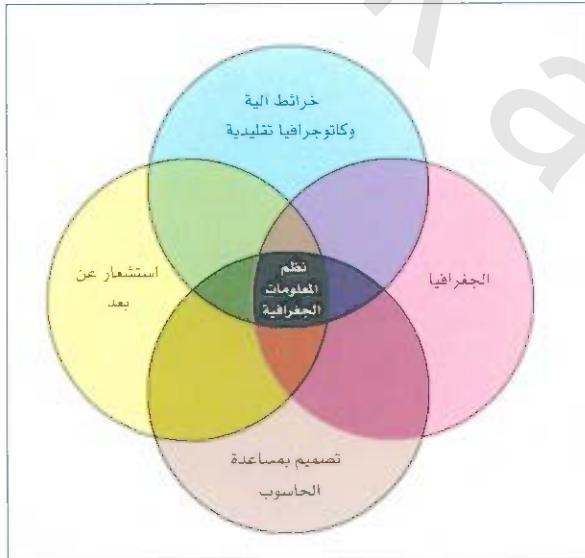 خرائط الية
وكاتوجرافيا تقليدية
استشعار عن
بعد
نظم
المعلومات
الجغرافية
الجغرافيا
تصميم بمساعدة
الحاسوب